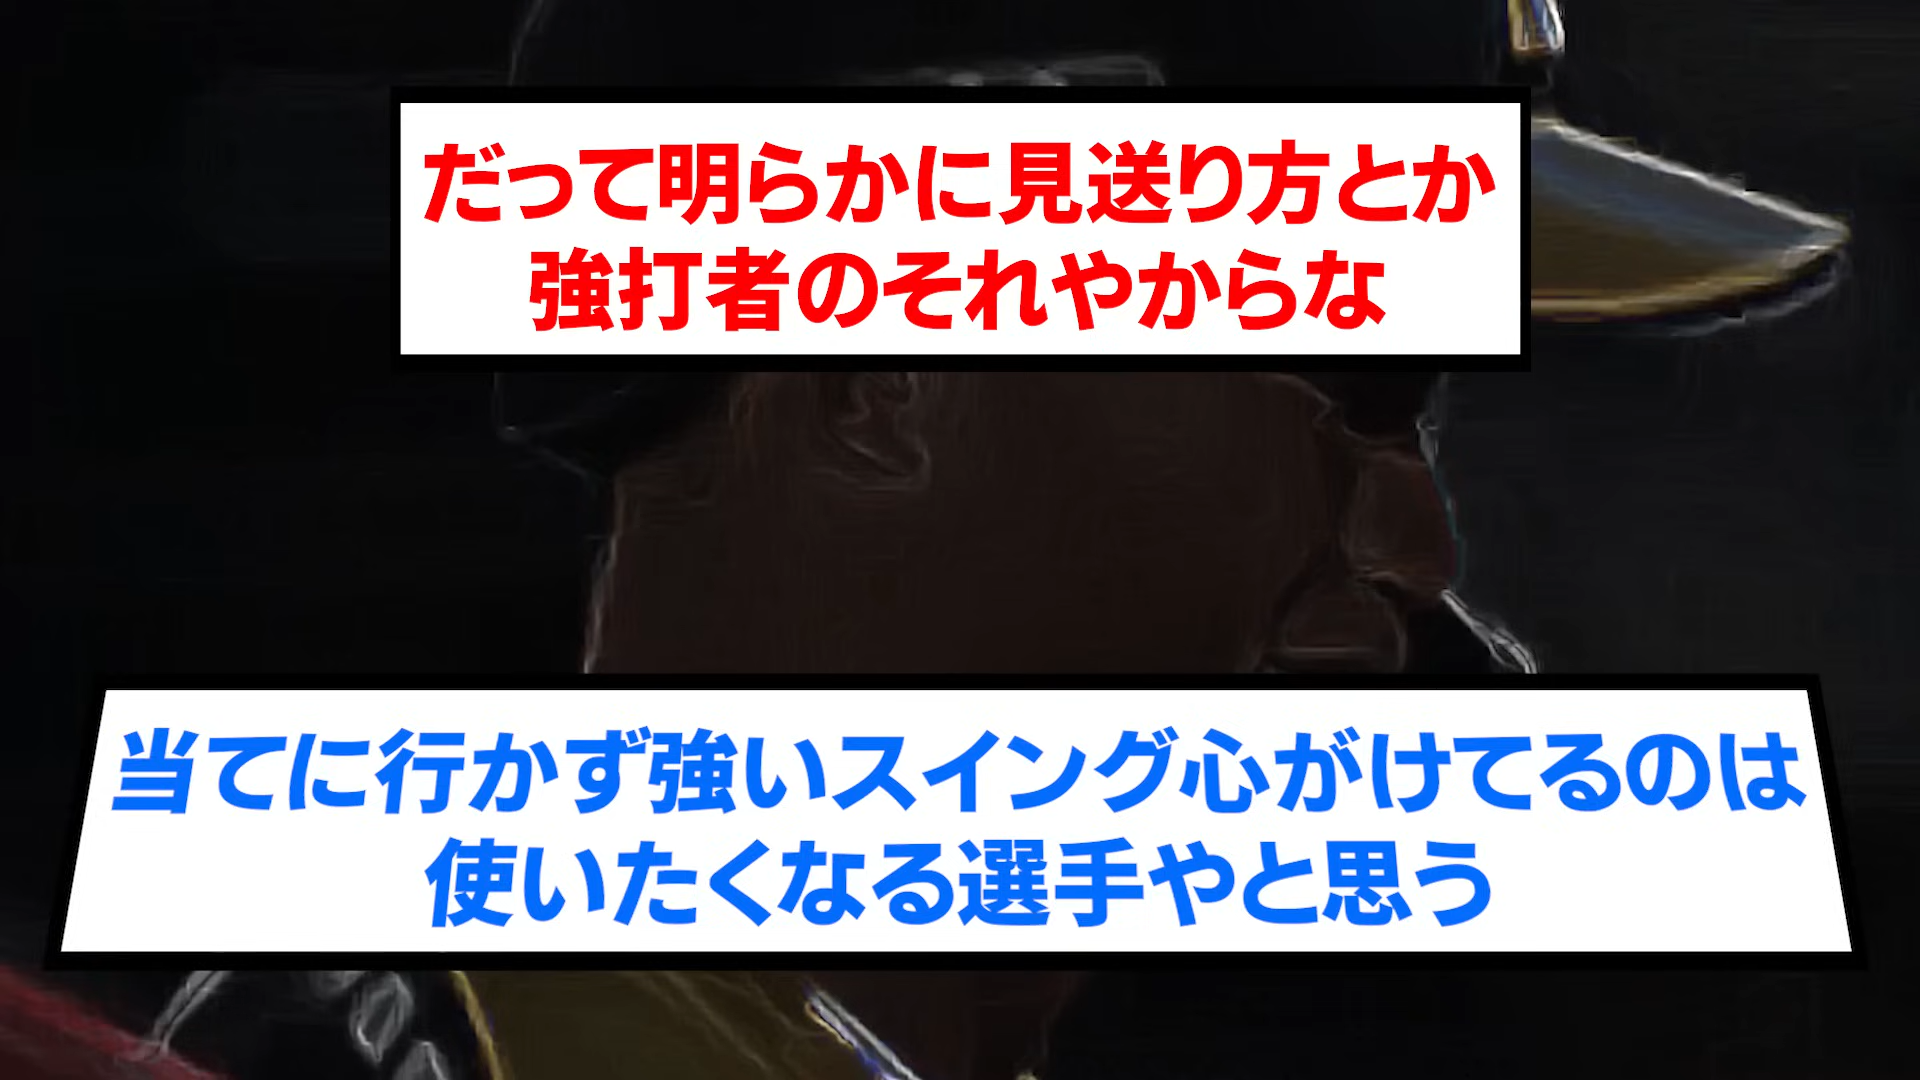 だって明らかに見送り方とか
強打者のそれやからな
当てに行かず強いスイング心がけてるのは
使いたくなる選手やと思う